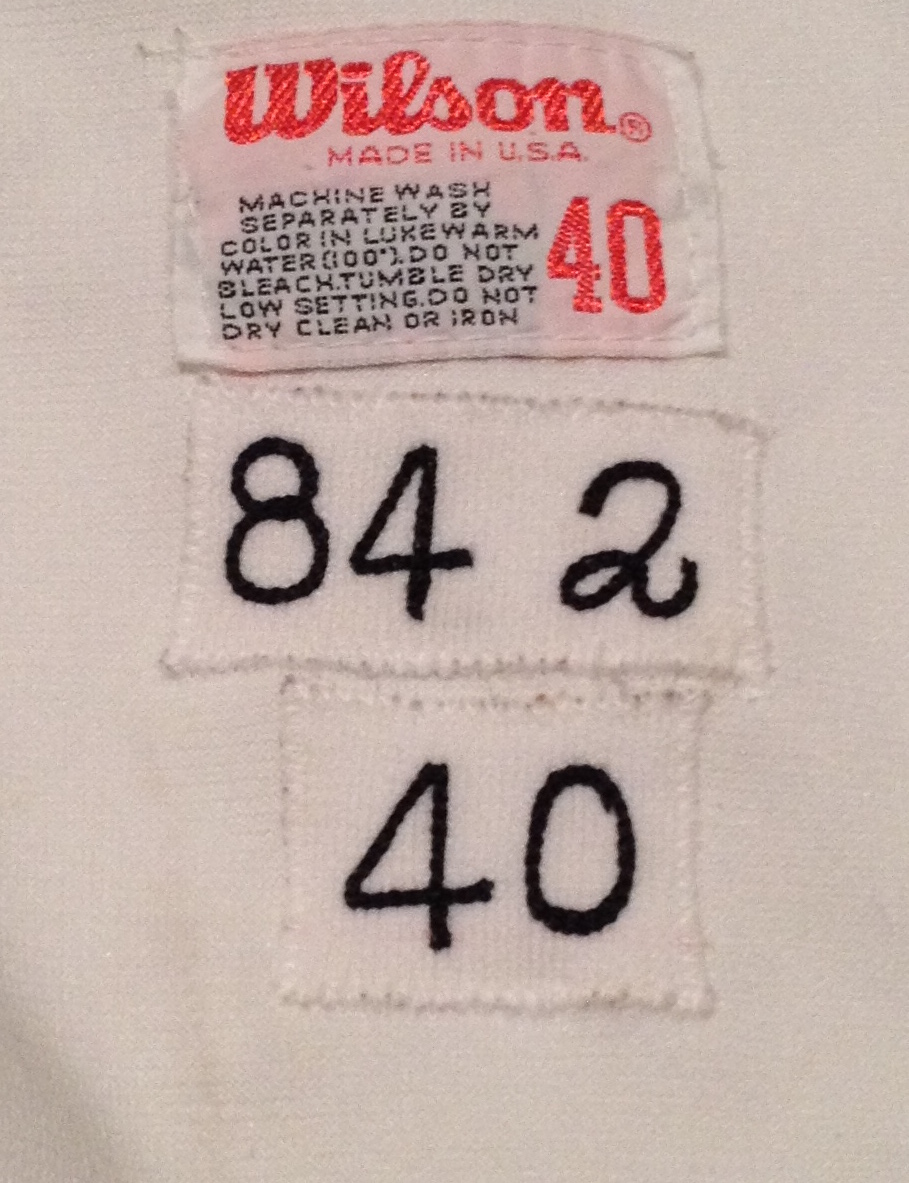 Wilson®
MADE IN U.S.A.
MACHINE WASH
SEPARATELY BY
COLOR IN LUKEWARM
WATER(100°).DO NOT
BLEACH.TUMBLE DRY
LOW SETTING.DO NOT
DRY CLEAN OR IRON
40
84 2
40